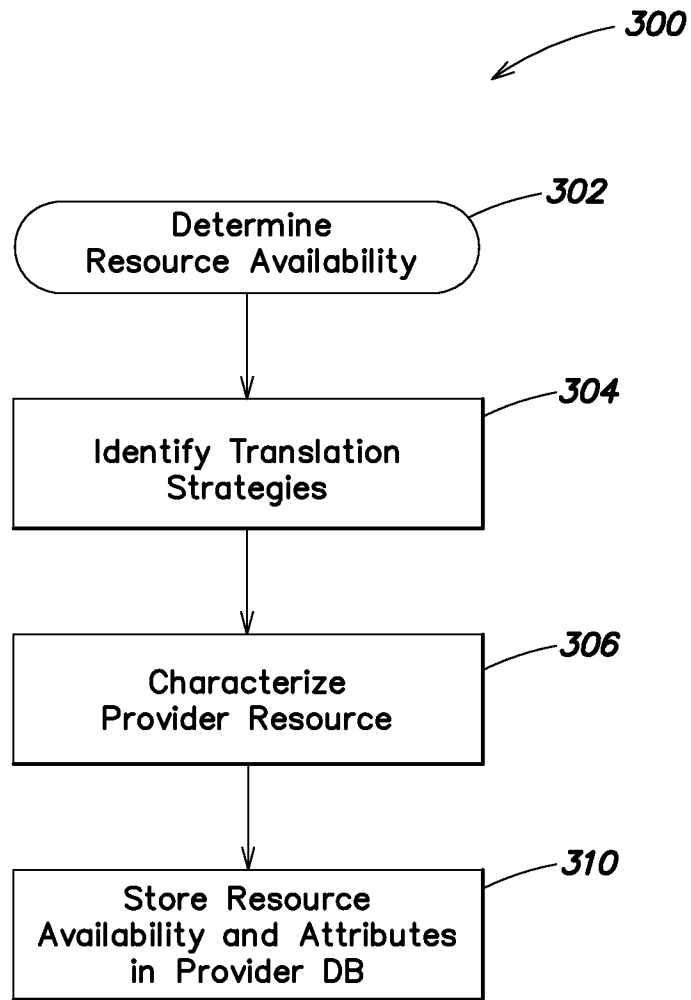 300
302
Determine
Resource Availability
304
Identify Translation
Strategies
306
Characterize
Provider Resource
310
Store Resource
Availability and Attributes
in Provider DB